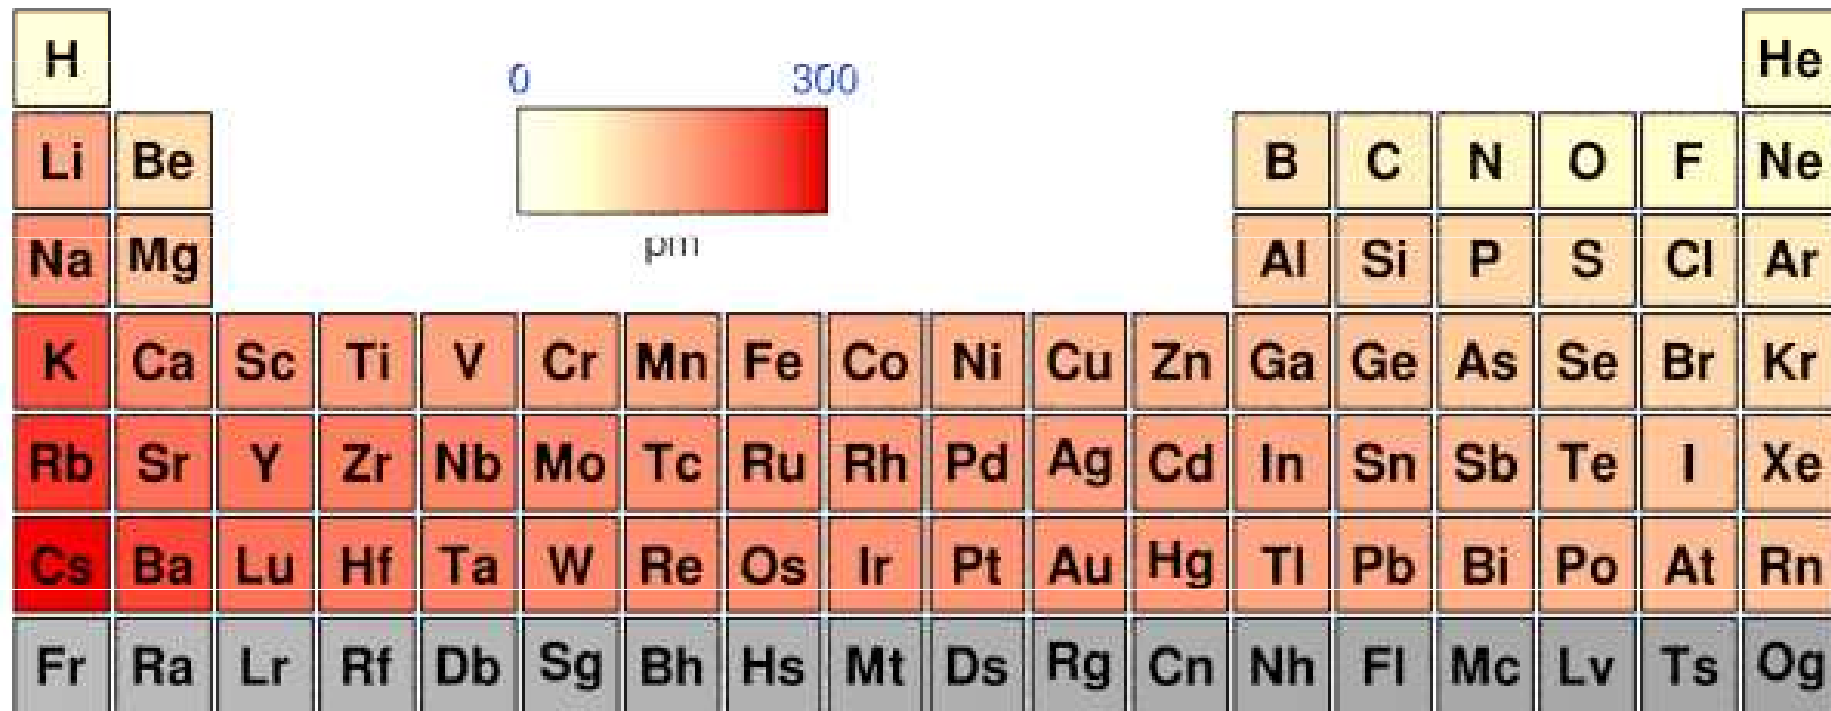 H He
0 300
Li Be B C N O F Ne
pm
Na Mg Al Si P S Cl Ar
K Ca Sc Ti V Cr Mn Fe Co Ni Cu Zn Ga Ge As Se Br Kr
Rb Sr Y Zr Nb Mo Tc Ru Rh Pd Ag Cd In Sn Sb Te I Xe
Cs Ba Lu Hf Ta W Re Os Ir Pt Au Hg Tl Pb Bi Po At Rn
Fr Ra Lr Rf Db Sg Bh Hs Mt Ds Rg Cn Nh Fl Mc Lv Ts Og